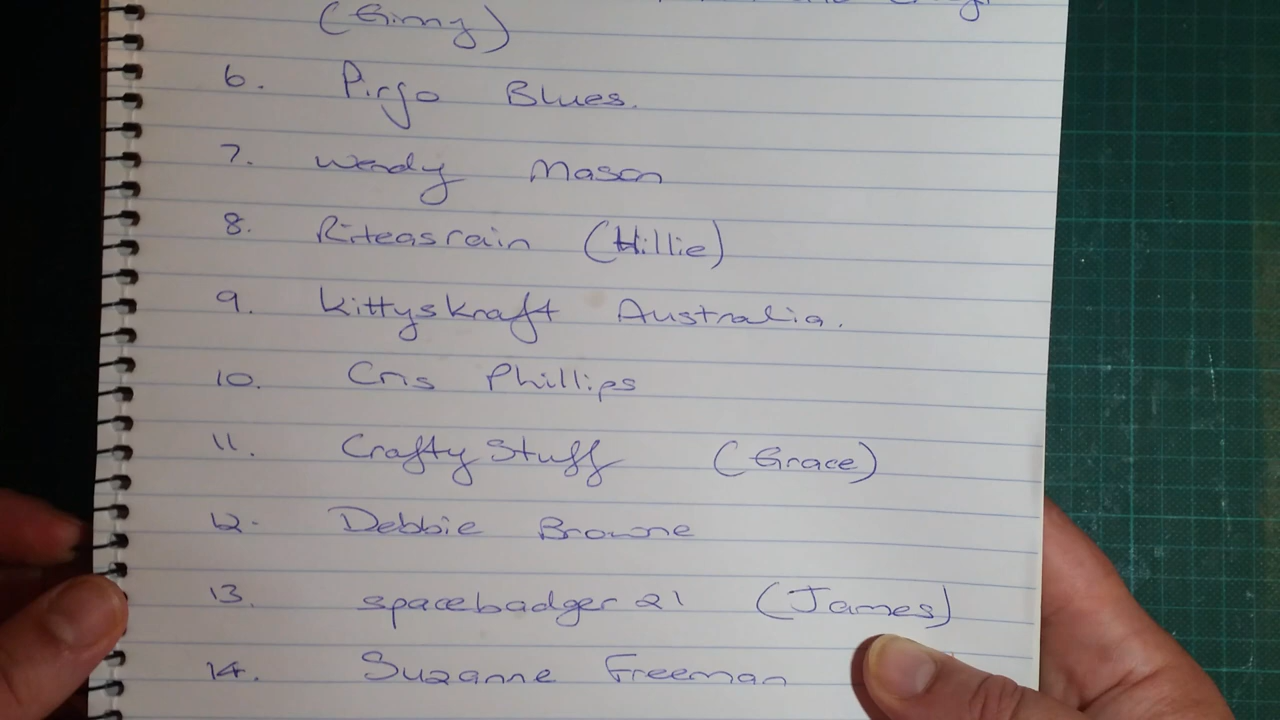 (Ginny)
6. Pirjo Blues.
7. Wendy Mason
8. Riteasrain (Hillie)
9. Kittyskraft Australia.
10. Cris Phillips
11. Crafty Stuff (Grace)
12. Debbie Browne
13. spacebadger21 (James)
14. Suzanne Freeman